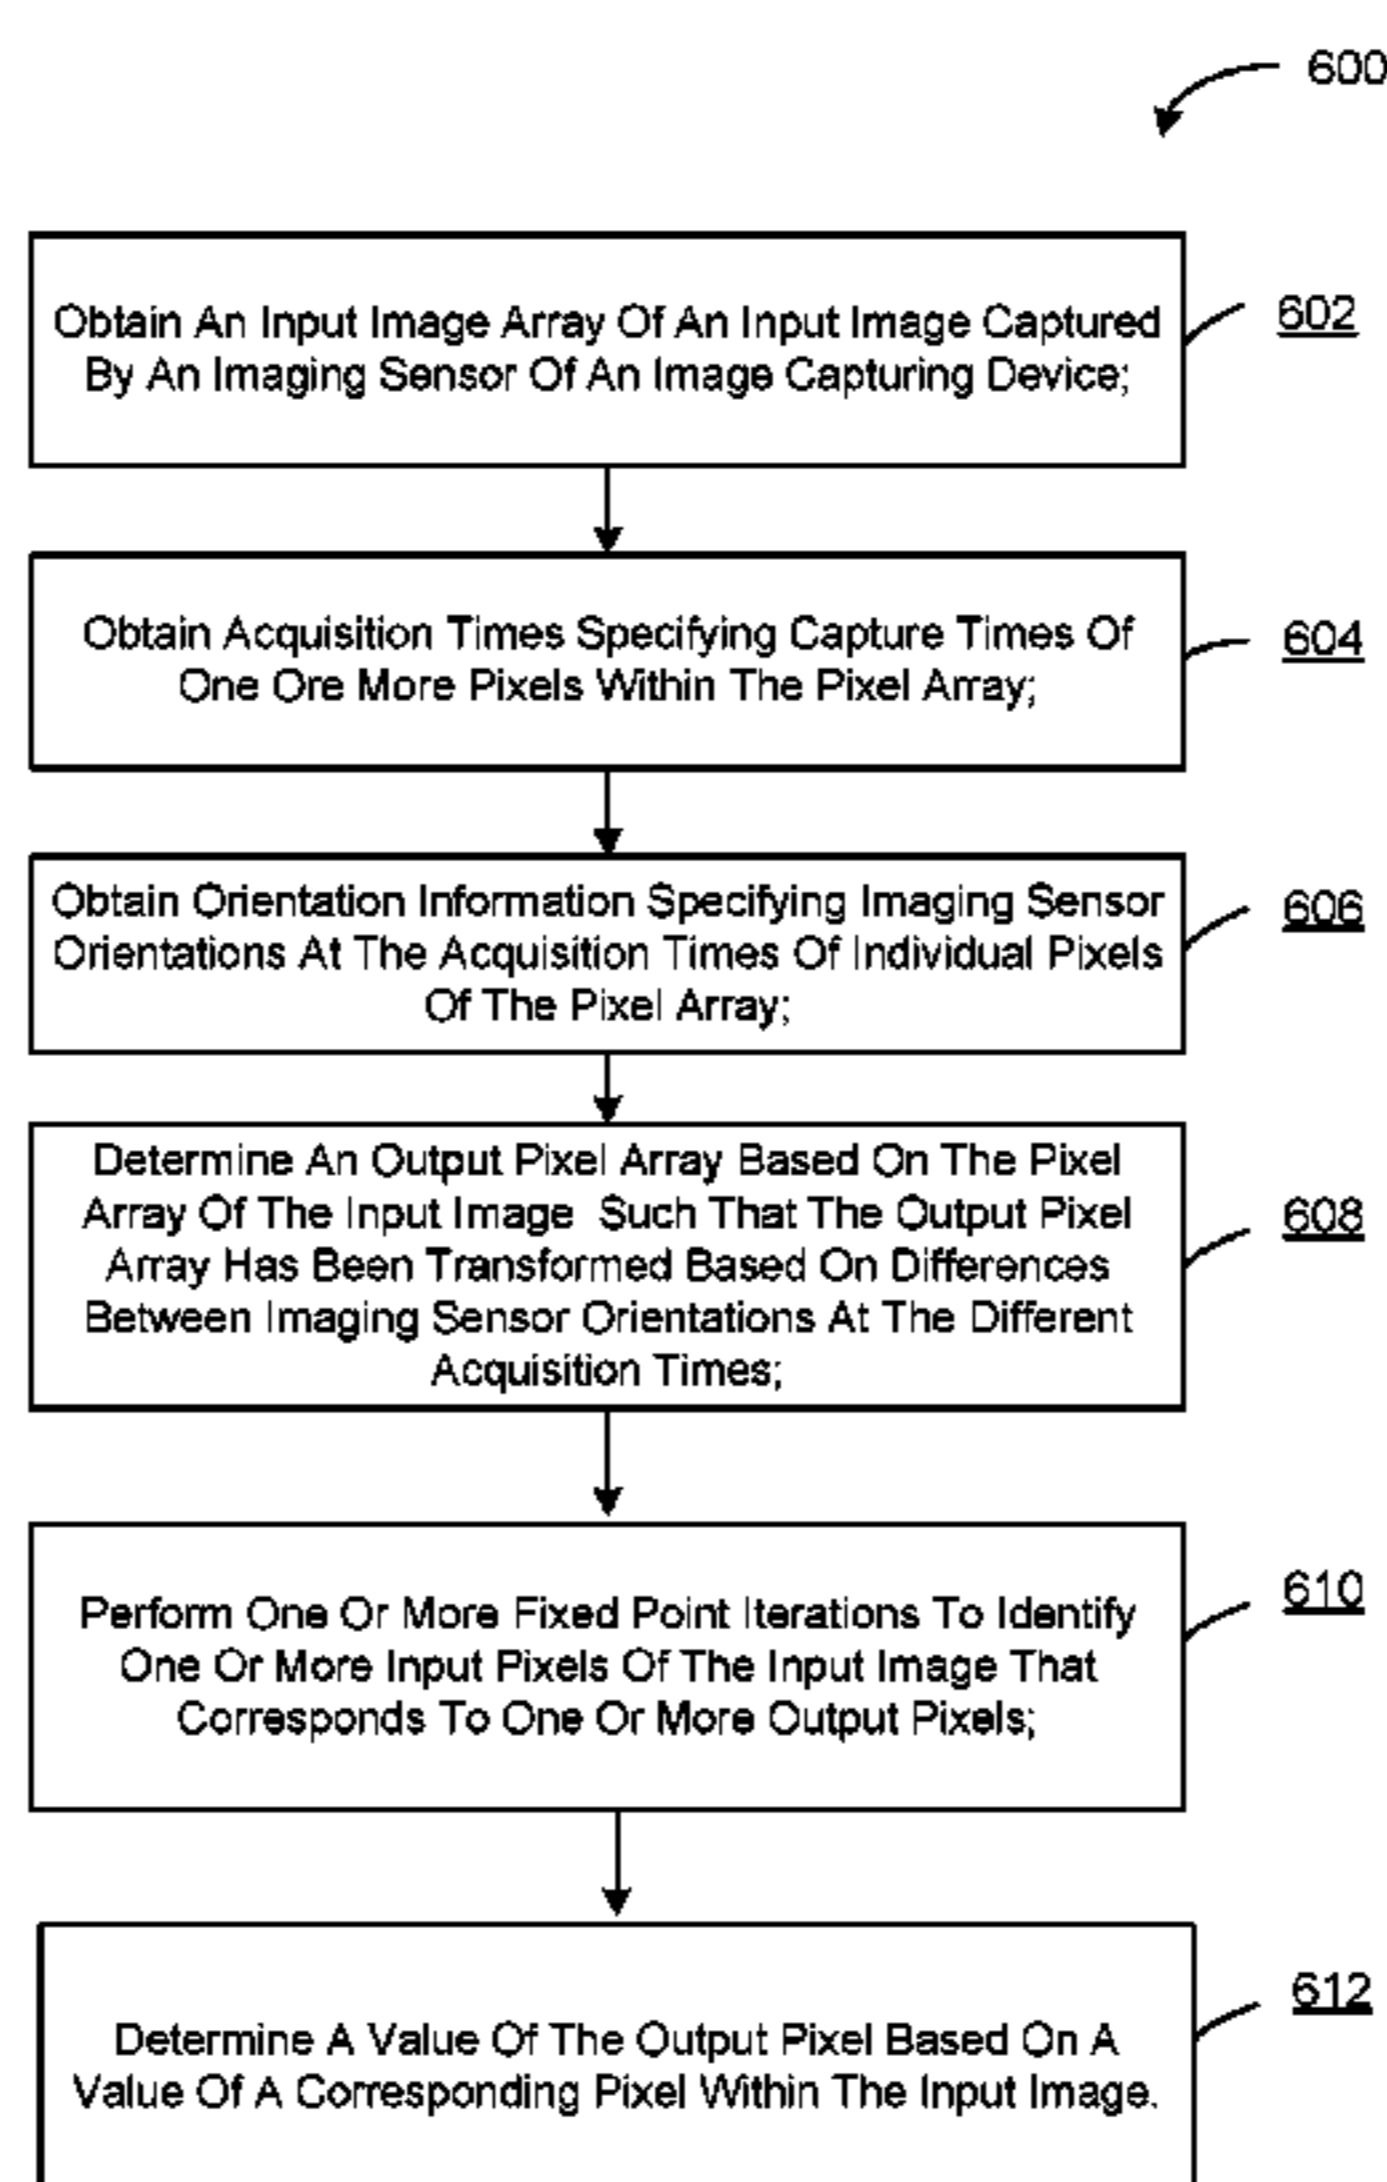 600
Obtain An Input Image Array Of An Input Image Captured
By An Imaging Sensor Of An Image Capturing Device;
602
Obtain Acquisition Times Specifying Capture Times Of
One Ore More Pixels Within The Pixel Array;
604
Obtain Orientation Information Specifying Imaging Sensor
Orientations At The Acquisition Times Of Individual Pixels
Of The Pixel Array;
606
Determine An Output Pixel Array Based On The Pixel
Array Of The Input Image Such That The Output Pixel
Array Has Been Transformed Based On Differences
Between Imaging Sensor Orientations At The Different
Acquisition Times;
608
Perform One Or More Fixed Point Iterations To Identify
One Or More Input Pixels Of The Input Image That
Corresponds To One Or More Output Pixels;
610
Determine A Value Of The Output Pixel Based On A
Value Of A Corresponding Pixel Within The Input Image.
612